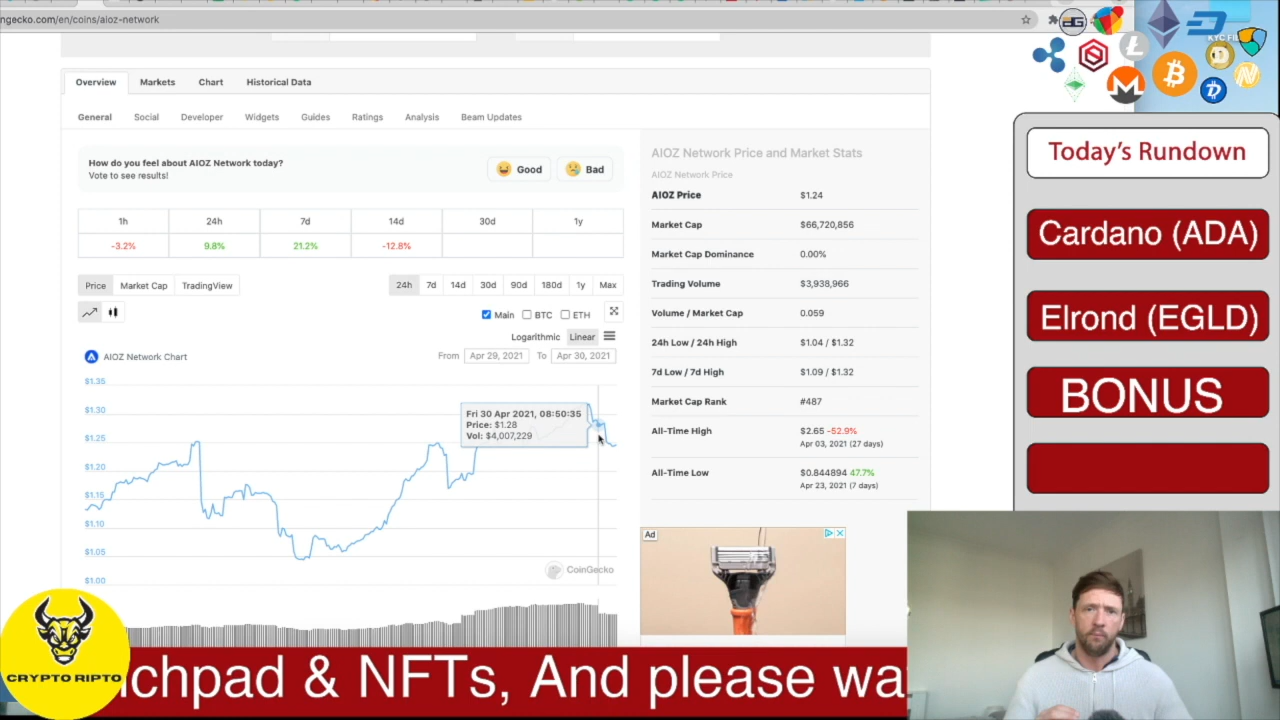 ngecko.com/en/coins/aioz-network
KYC FI
Overview Markets Chart Historical Data
General Social Developer Widgets Guides Ratings Analysis Beam Updates
How do you feel about AIOZ Network today?
Vote to see results!
Good Bad
1h 24h 7d 14d 30d 1y
-3.2% 9.8% 21.2% -12.8%
Price Market Cap TradingView
24h 7d 14d 30d 90d 180d 1y Max
Main BTC ETH
Logarithmic Linear
AIOZ Network Chart
From Apr 29, 2021 To Apr 30, 2021
$1.35
$1.30
$1.25
$1.20
$1.15
$1.10
$1.05
$1.00
Fri 30 Apr 2021, 08:50:35
Price: $1.28
Vol: $4,007,229
CoinGecko
AIOZ Network Price and Market Stats
AIOZ Network Price
AIOZ Price $1.24
Market Cap $66,720,856
Market Cap Dominance 0.00%
Trading Volume $3,938,966
Volume / Market Cap 0.059
24h Low / 24h High $1.04 / $1.32
7d Low / 7d High $1.09 / $1.32
Market Cap Rank #487
All-Time High $2.65 -52.9%
Apr 03, 2021 (27 days)
All-Time Low $0.844894 47.7%
Apr 23, 2021 (7 days)
Ad
Today's Rundown
Cardano (ADA)
Elrond (EGLD)
BONUS
CRYPTO RIPTO
nchpad & NFTs, And please wa